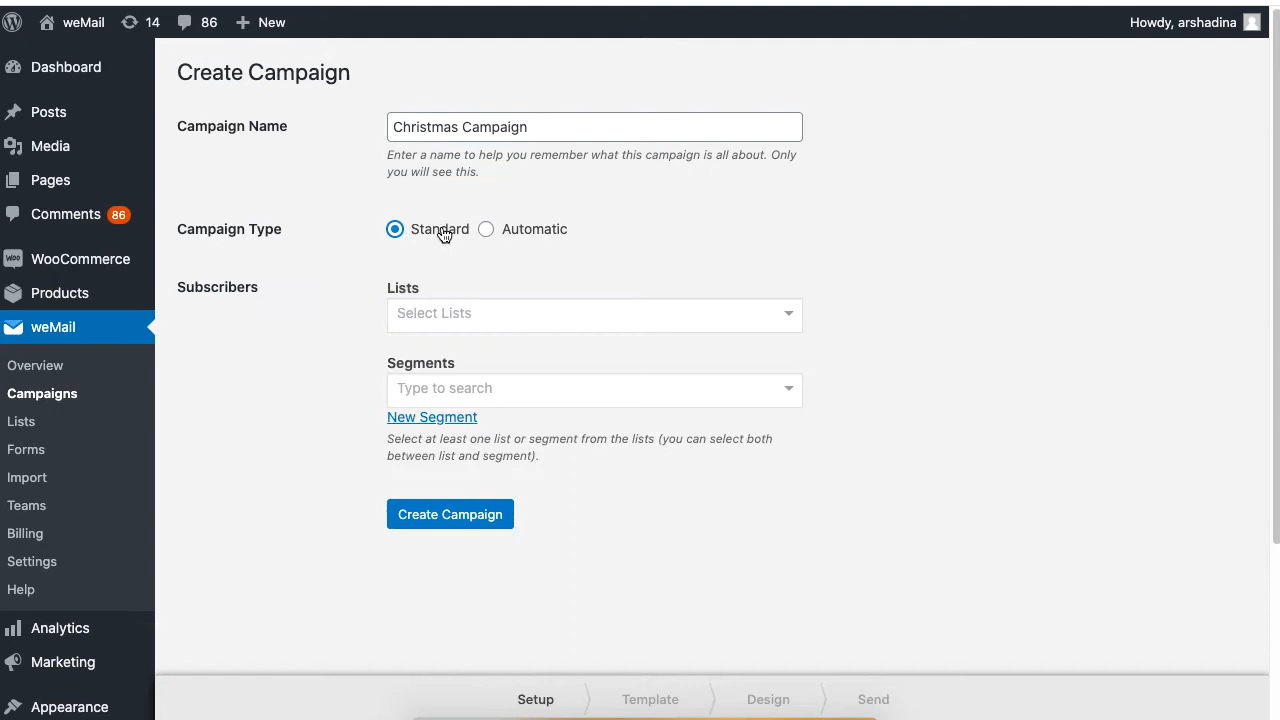 weMail 14 86 New Howdy, arshadina
Dashboard
Posts
Media
Pages
Comments 86
WooCommerce
Products
weMail
Overview
Campaigns
Lists
Forms
Import
Teams
Billing
Settings
Help
Analytics
Marketing
Appearance
Create Campaign
Campaign Name
Christmas Campaign
Enter a name to help you remember what this campaign is all about. Only
you will see this.
Campaign Type
Standard Automatic
Subscribers
Lists
Select Lists
Segments
Type to search
New Segment
Select at least one list or segment from the lists (you can select both
between list and segment).
Create Campaign
Setup Template Design Send